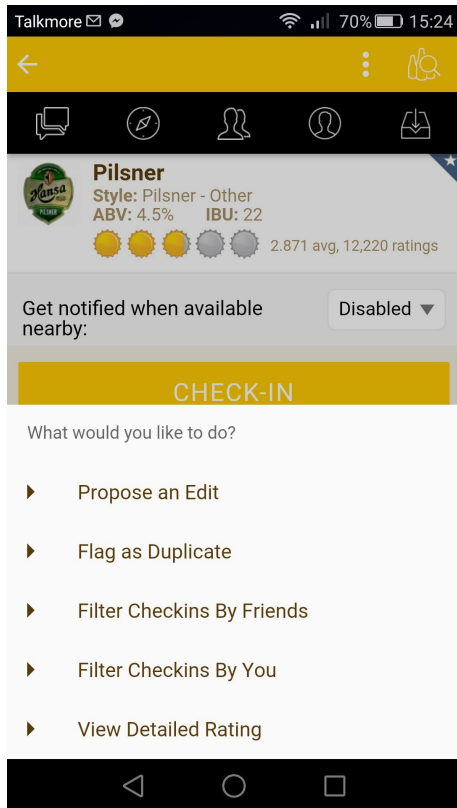 Talkmore 70% 15:24
Hansa
PILSNER
Pilsner
Style: Pilsner - Other
ABV: 4.5% IBU: 22
2.871 avg, 12,220 ratings
Get notified when available
nearby:
Disabled
CHECK-IN
What would you like to do?
Propose an Edit
Flag as Duplicate
Filter Checkins By Friends
Filter Checkins By You
View Detailed Rating